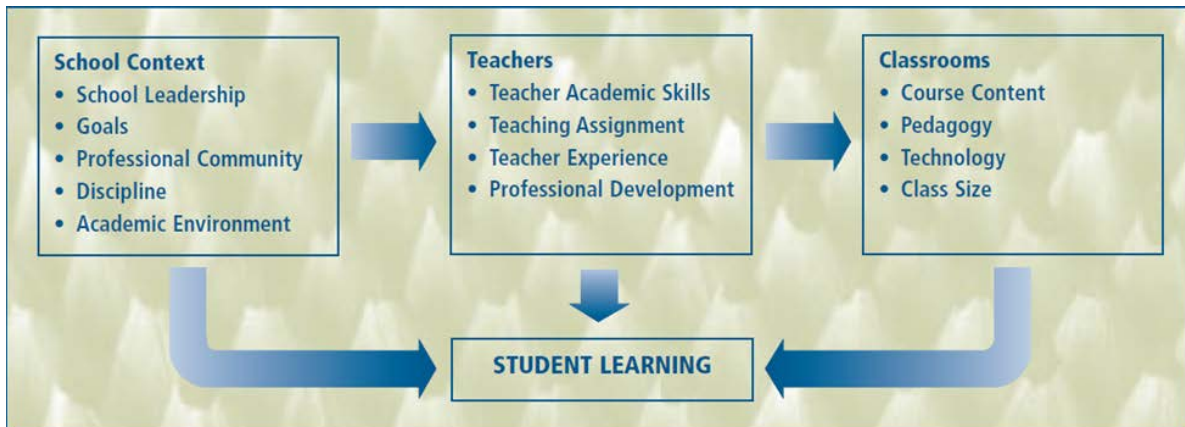 School Context
• School Leadership
• Goals
• Professional Community
• Discipline
• Academic Environment
Teachers
• Teacher Academic Skills
• Teaching Assignment
• Teacher Experience
• Professional Development
Classrooms
• Course Content
• Pedagogy
• Technology
• Class Size
STUDENT LEARNING